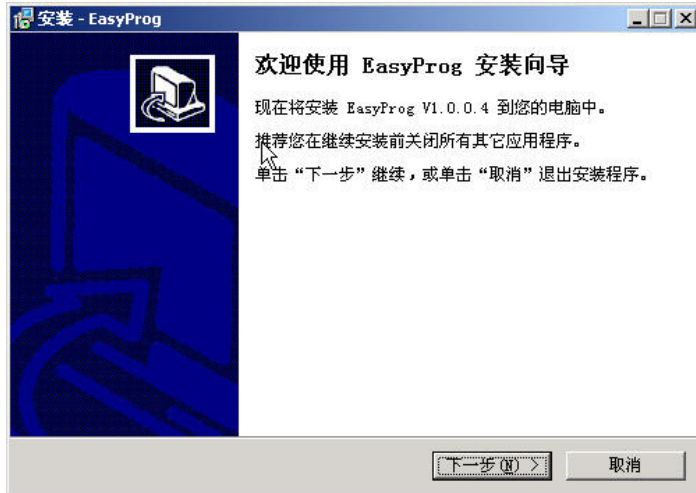 安装 - EasyProg
欢迎使用 EasyProg 安装向导
现在将安装 EasyProg V1.0.0.4 到您的电脑中。
推荐您在继续安装前关闭所有其它应用程序。
单击“下一步”继续，或单击“取消”退出安装程序。
下一步(N) >
取消